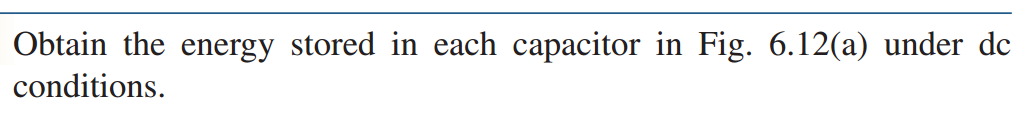 Obtain the energy stored in each capacitor in Fig. 6.12(a) under dc
conditions.